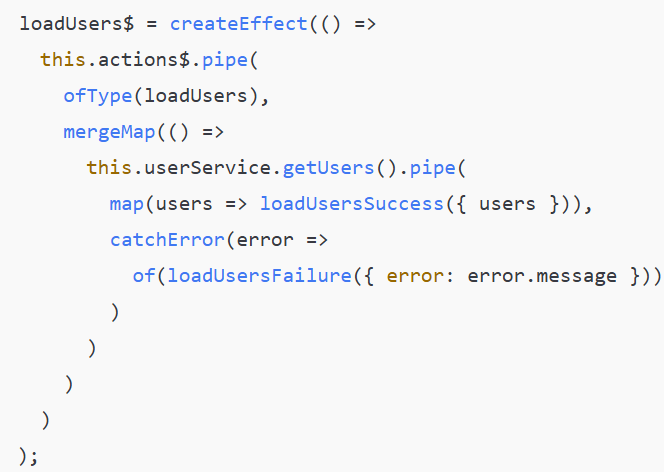 loadUsers$ = createEffect(() =>
  this.actions$.pipe(
    ofType(loadUsers),
    mergeMap(() =>
      this.userService.getUsers().pipe(
        map(users => loadUsersSuccess({ users })),
        catchError(error =>
          of(loadUsersFailure({ error: error.message }))
        )
      )
    )
  )
);